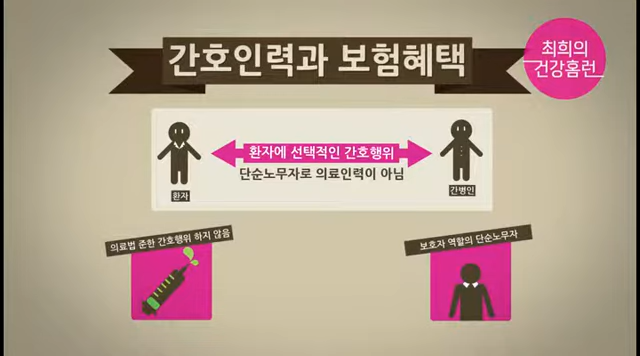 간호인력과 보험혜택
최희의
건강홈런
환자에 선택적인 간호행위
단순노무자로 의료인력이 아님
환자
간병인
의료법 준한 간호행위 하지 않음
보호자 역할의 단순노무자